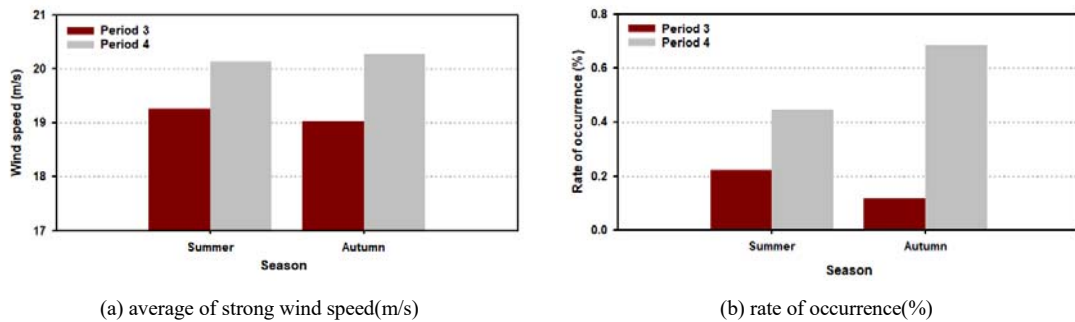 21
20
19
18
17
Wind speed (m/s)
Period 3
Period 4
Summer
Autumn
Season
(a) average of strong wind speed(m/s)
0.8
0.6
0.4
0.2
0.0
Rate of occurrence (%)
Period 3
Period 4
Summer
Autumn
Season
(b) rate of occurrence(%)